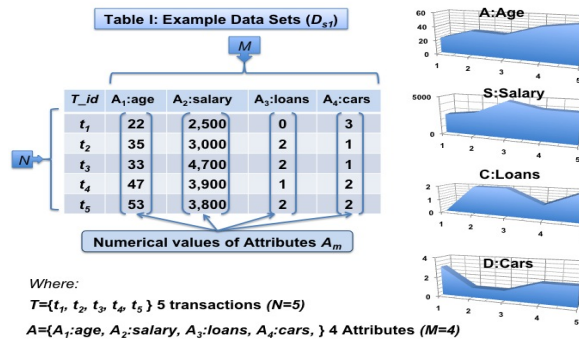 Table I: Example Data Sets (Ds1)
M
T_id A1:age A2:salary A3:loans A4:cars
N
t1 22 2,500 0 3
t2 35 3,000 2 1
t3 33 4,700 2 1
t4 47 3,900 1 2
t5 53 3,800 2 2
Numerical values of Attributes Am
Where:
T={t1, t2, t3, t4, t5 } 5 transactions (N=5)
A={A1:age, A2:salary, A3:loans, A4:cars, } 4 Attributes (M=4)
A:Age
60
40
20
0
1 2 3 4 5
S:Salary
5000
0
1 2 3 4 5
C:Loans
2
1
0
1 2 3 4 5
D:Cars
4
2
0
1 2 3 4 5